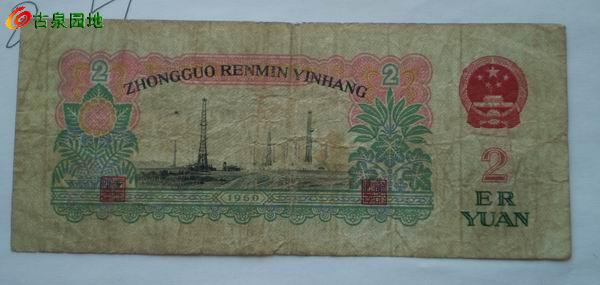 古泉园地
2
2
ZHONGGUO RENMIN YINHANG
1960
2
ER
YUAN